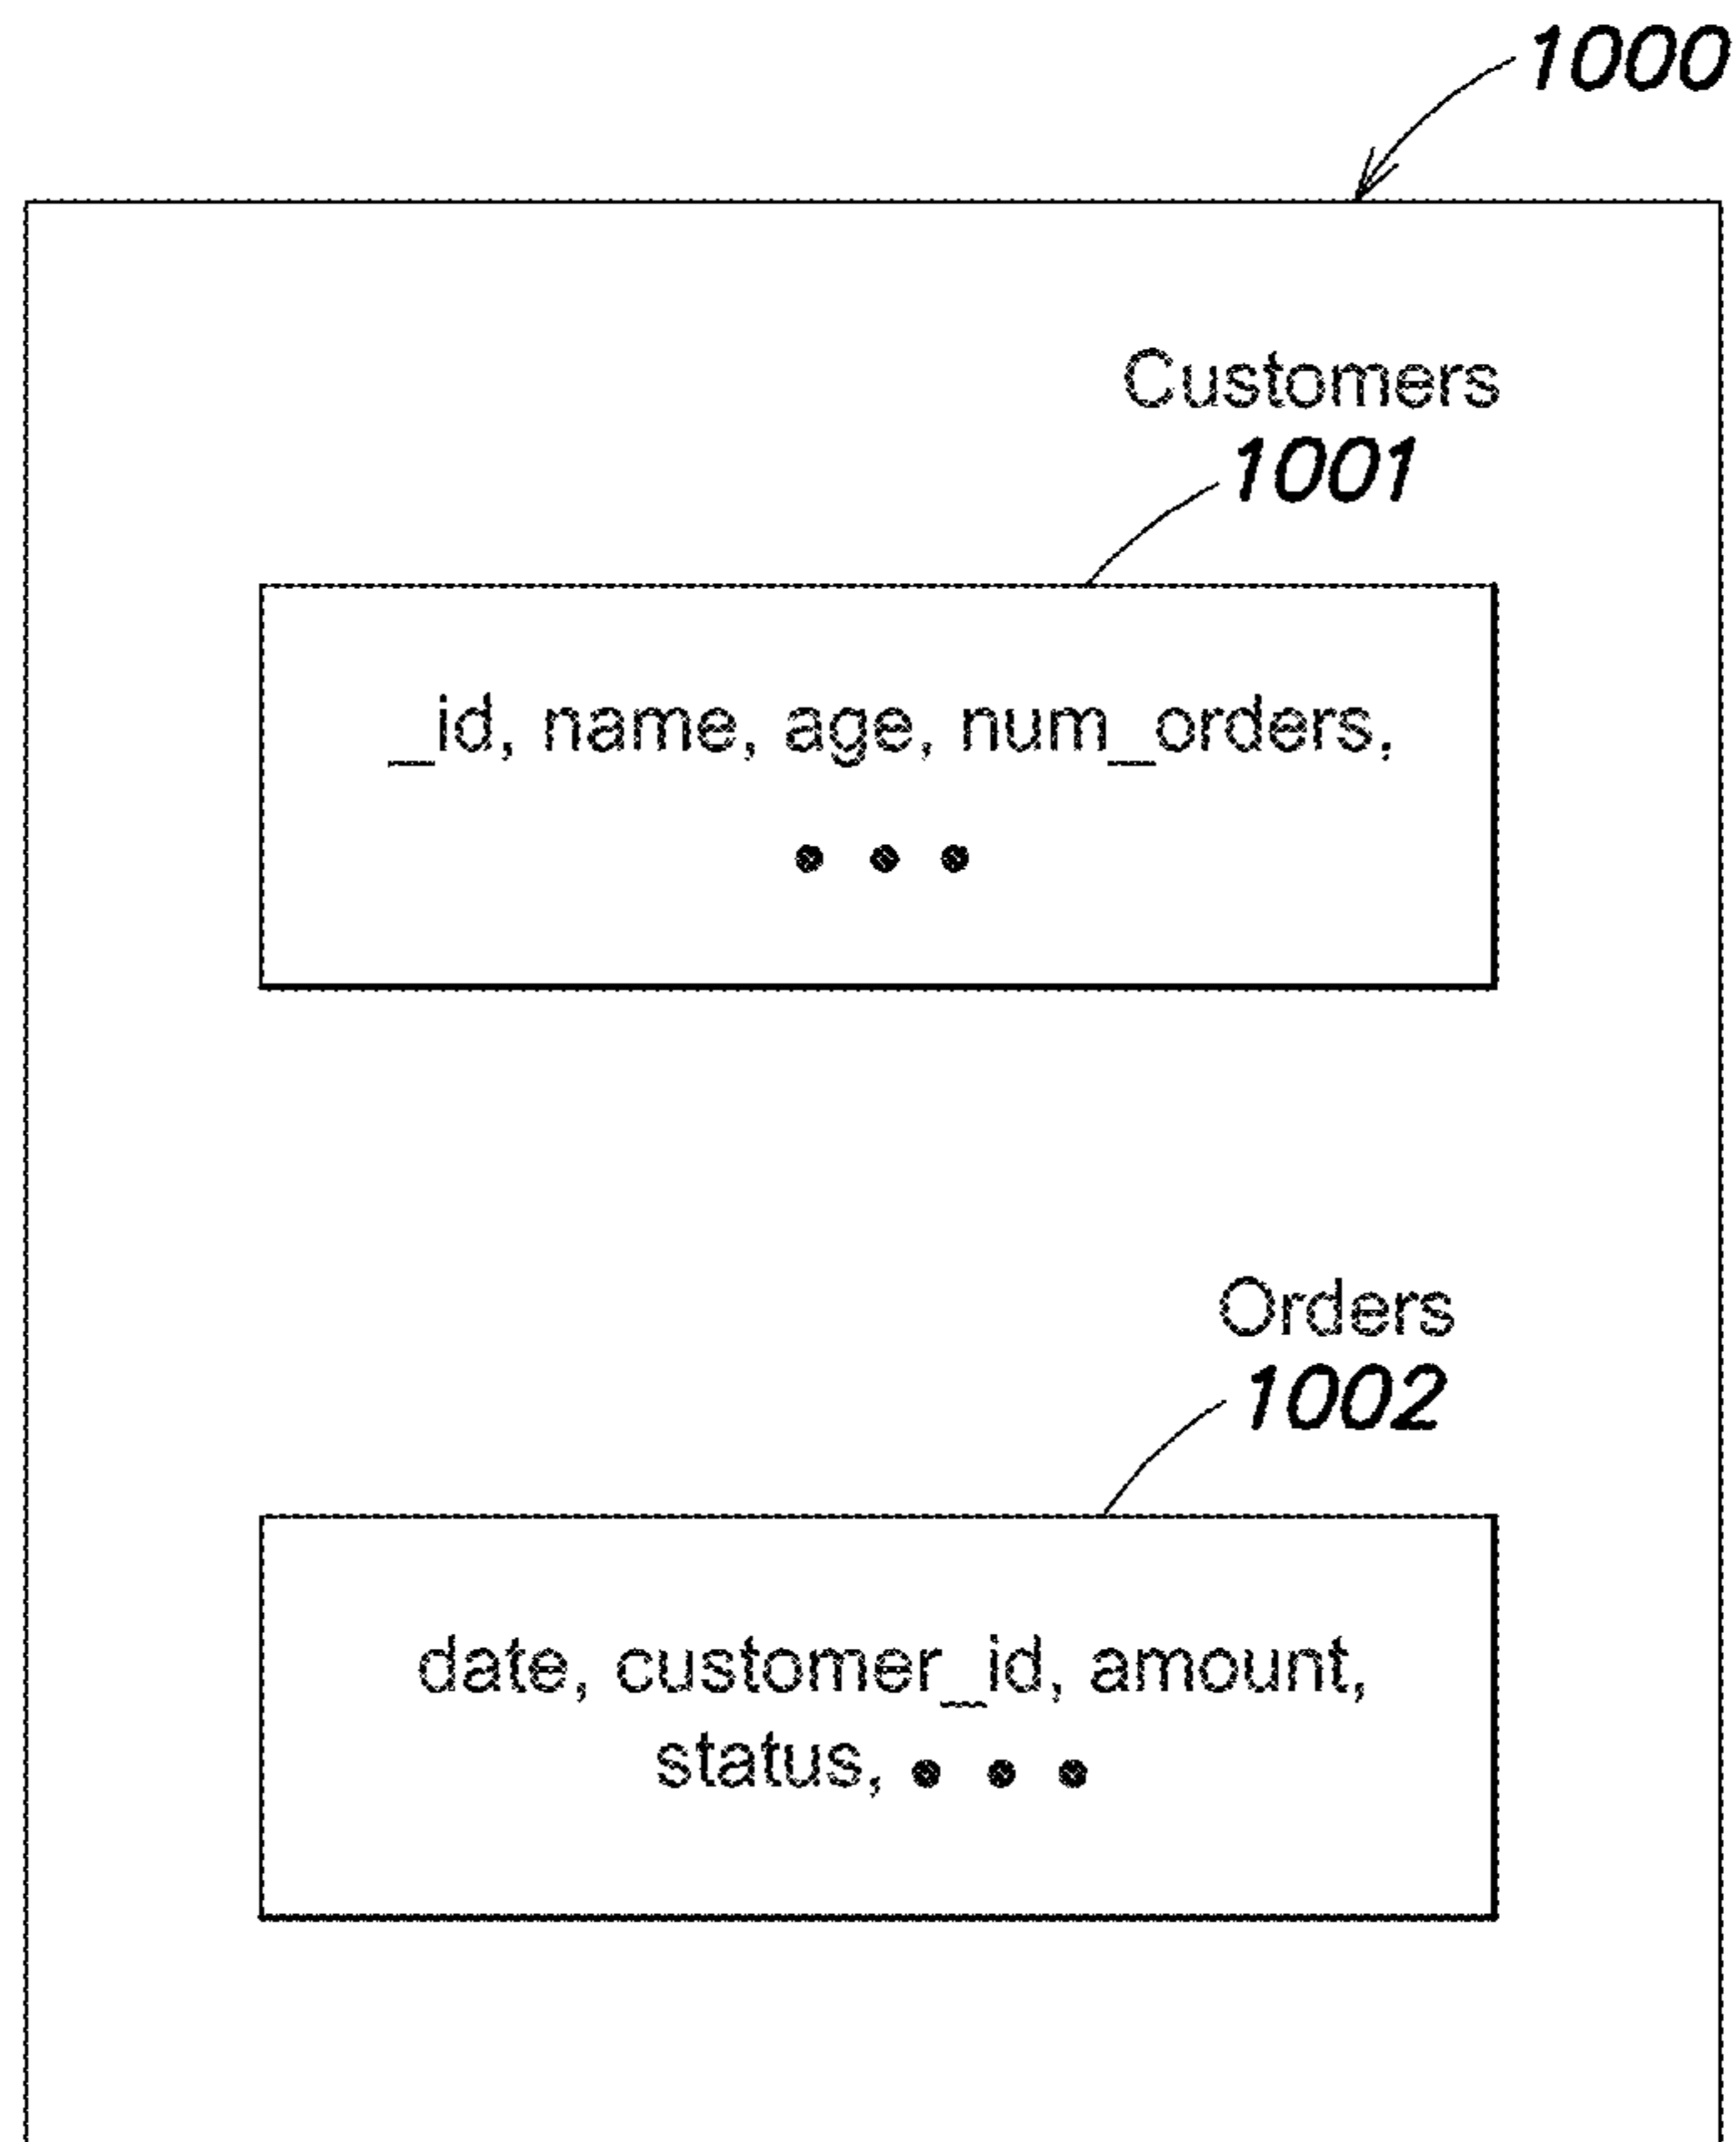 1000
Customers
1001
_id, name, age, num_orders,
• • •
Orders
1002
date, customer_id, amount,
status, • • •